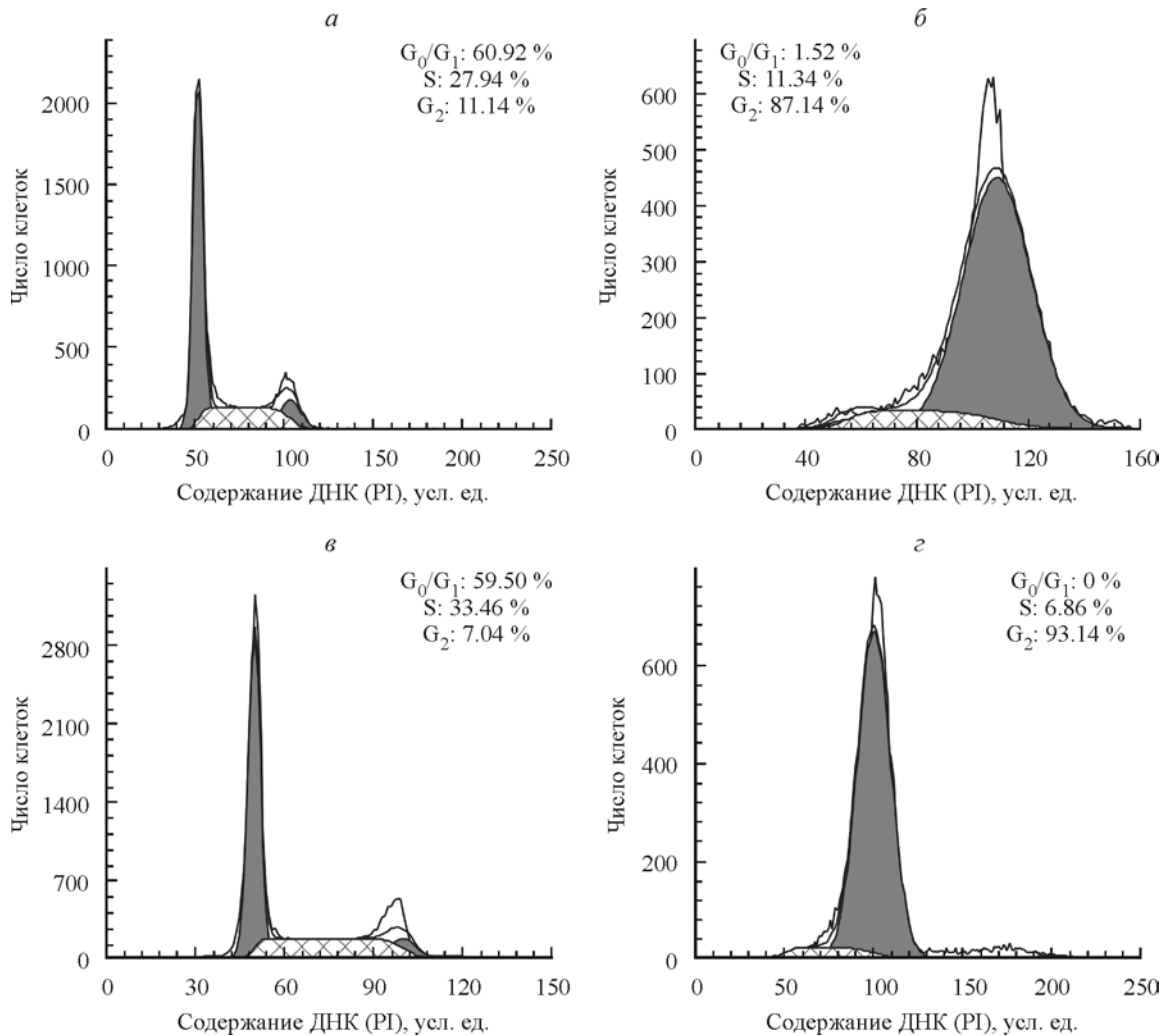 а
G0/G1: 60.92 %
S: 27.94 %
G2: 11.14 %
Число клеток
2000
1500
1000
500
0
0 50 100 150 200 250
Содержание ДНК (PI), усл. ед.
б
G0/G1: 1.52 %
S: 11.34 %
G2: 87.14 %
Число клеток
600
500
400
300
200
100
0
0 40 80 120 160
Содержание ДНК (PI), усл. ед.
в
G0/G1: 59.50 %
S: 33.46 %
G2: 7.04 %
Число клеток
2800
2100
1400
700
0
0 30 60 90 120 150
Содержание ДНК (PI), усл. ед.
г
G0/G1: 0 %
S: 6.86 %
G2: 93.14 %
Число клеток
600
400
200
0
0 50 100 150 200 250
Содержание ДНК (PI), усл. ед.